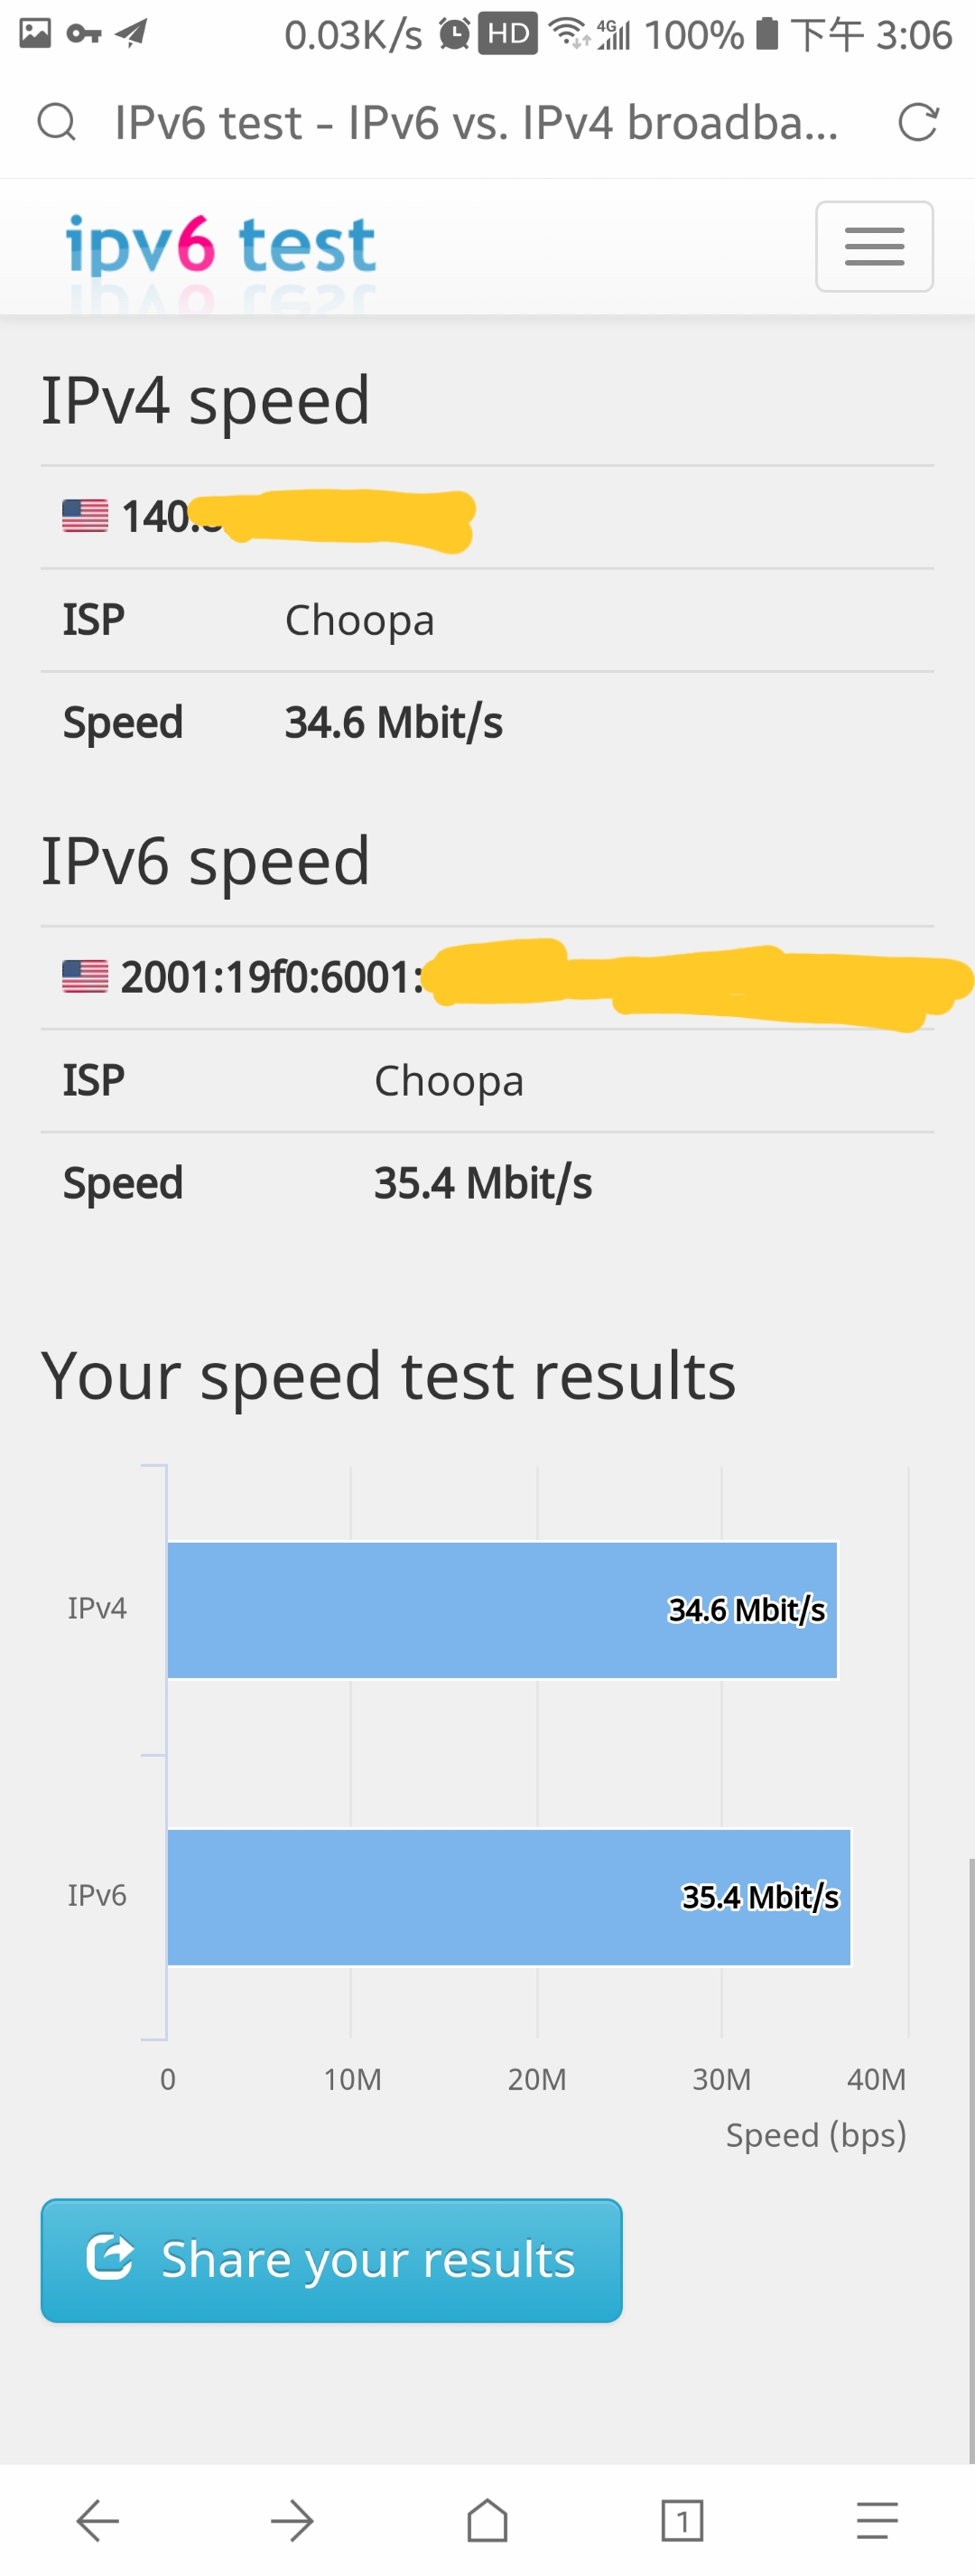 0.03K/s HD 4G 100% 下午 3:06
IPv6 test - IPv6 vs. IPv4 broadba...
ipv6 test
IPv4 speed
140.
ISP Choopa
Speed 34.6 Mbit/s
IPv6 speed
2001:19f0:6001:
ISP Choopa
Speed 35.4 Mbit/s
Your speed test results
IPv4 34.6 Mbit/s
IPv6 35.4 Mbit/s
0 10M 20M 30M 40M
Speed (bps)
Share your results
1